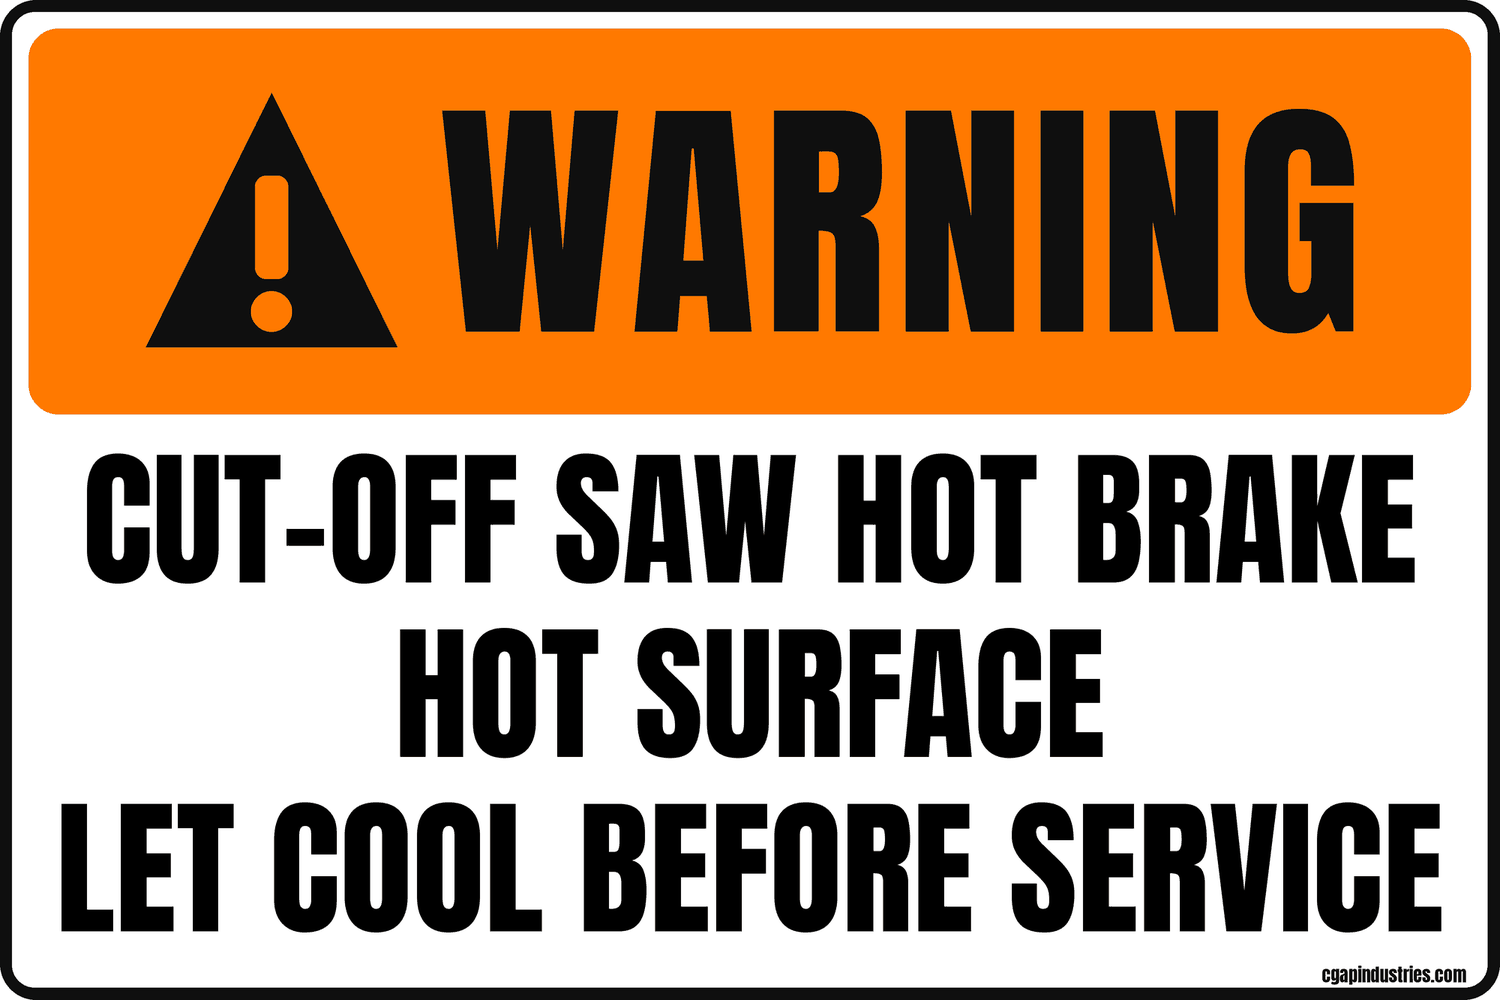 WARNING
CUT-OFF SAW HOT BRAKE
HOT SURFACE
LET COOL BEFORE SERVICE
cgapindustries.com